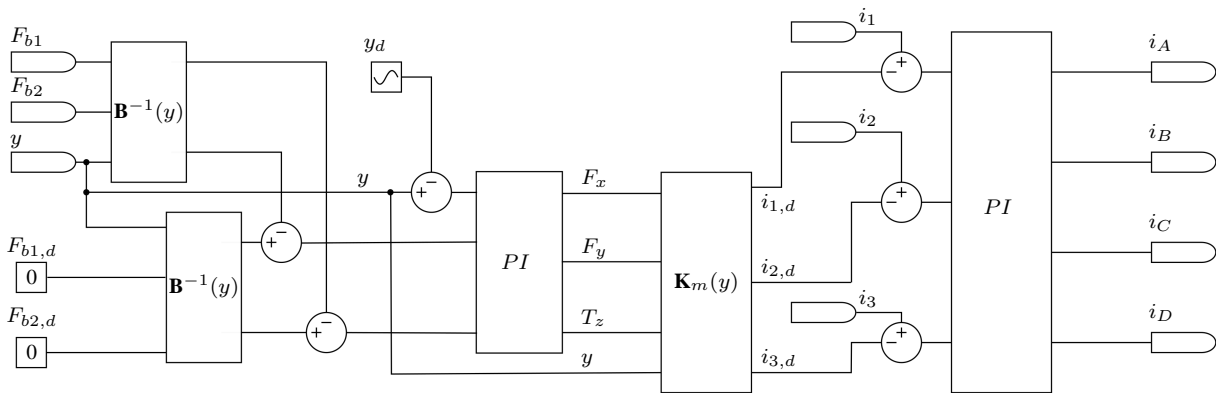 F_{b1}
F_{b2}
y
𝐁^{−1}(y)
F_{b1,d}
0
F_{b2,d}
0
𝐁^{−1}(y)
+ −
+ −
y_d
y
+ −
PI
F_x
F_y
T_z
y
𝐊_m(y)
i_{1,d}
i_{2,d}
i_{3,d}
i_1
− +
i_2
− +
i_3
− +
PI
i_A
i_B
i_C
i_D